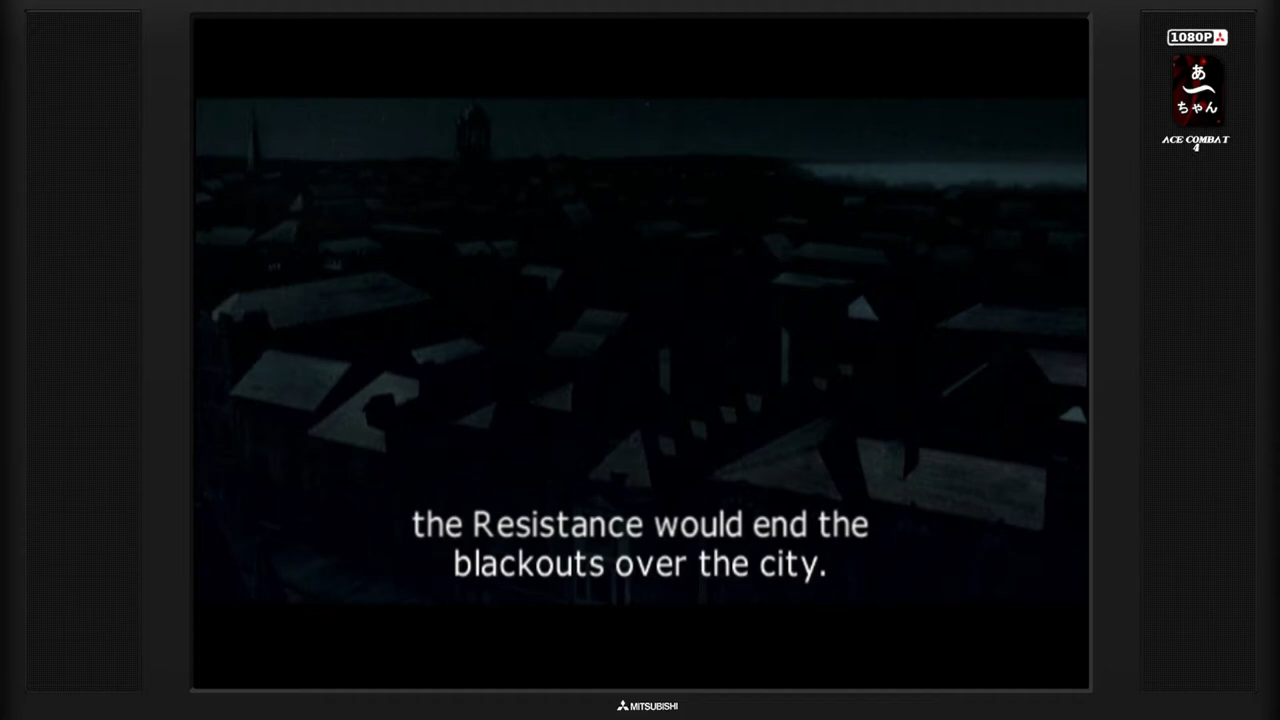 1080P
あ
ー
ちゃん
ACE COMBAT
4
the Resistance would end the
blackouts over the city.
MITSUBISHI